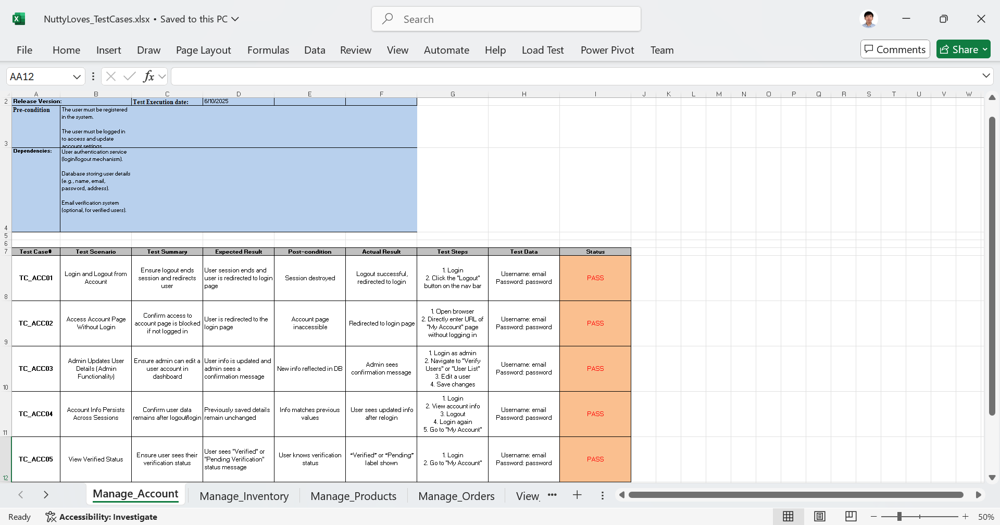 NuttyLoves_TestCases.xlsx • Saved to this PC
Search
File Home Insert Draw Page Layout Formulas Data Review View Automate Help Load Test Power Pivot Team
Comments Share
AA12
fx
A B C D E F G H I J K L M N O P Q R S T U V W
2 Release Version: Test Execution date: 6/10/2025
Pre-condition
The user must be registered
in the system.
The user must be logged in
to access and update
account settings
3
Dependencies:
User authentication service
(login/logout mechanism).
Database storing user details
(e.g., name, email,
password, address).
Email verification system
(optional, for verified users).
4
5
6
7 Test Case# Test Scenario Test Summary Expected Result Post-condition Actual Result Test Steps Test Data Status
TC_ACC01
Login and Logout from
Account
Ensure logout ends
session and redirects
user
User session ends and
user is redirected to login
page
Session destroyed
Logout successful,
redirected to login
1. Login
2. Click the "Logout"
button on the nav bar
Username: email
Password: password
PASS
8
TC_ACC02
Access Account Page
Without Login
Confirm access to
account page is blocked
if not logged in
User is redirected to the
login page
Account page
inaccessible
Redirected to login page
1. Open browser
2. Directly enter URL of
"My Account" page
without logging in
Username: email
Password: password
PASS
9
TC_ACC03
Admin Updates User
Details (Admin
Functionality)
Ensure admin can edit a
user account in
dashboard
User info is updated and
admin sees a
confirmation message
New info reflected in DB
Admin sees
confirmation message
1. Login as admin
2. Navigate to "Verify
Users" or "User List"
3. Edit a user
4. Save changes
Username: email
Password: password
PASS
10
TC_ACC04
Account Info Persists
Across Sessions
Confirm user data
remains after logout/login
Previously saved details
remain unchanged
Info matches previous
values
User sees updated info
after relogin
1. Login
2. View account info
3. Logout
4. Login again
5. Go to "My Account"
Username: email
Password: password
PASS
11
TC_ACC05
View Verified Status
Ensure user sees their
verification status
User sees "Verified" or
"Pending Verification"
status message
User knows verification
status
“Verified” or “Pending”
label shown
1. Login
2. Go to "My Account"
Username: email
Password: password
PASS
12
Manage_Account Manage_Inventory Manage_Products Manage_Orders View_ •••
Ready Accessibility: Investigate 50%